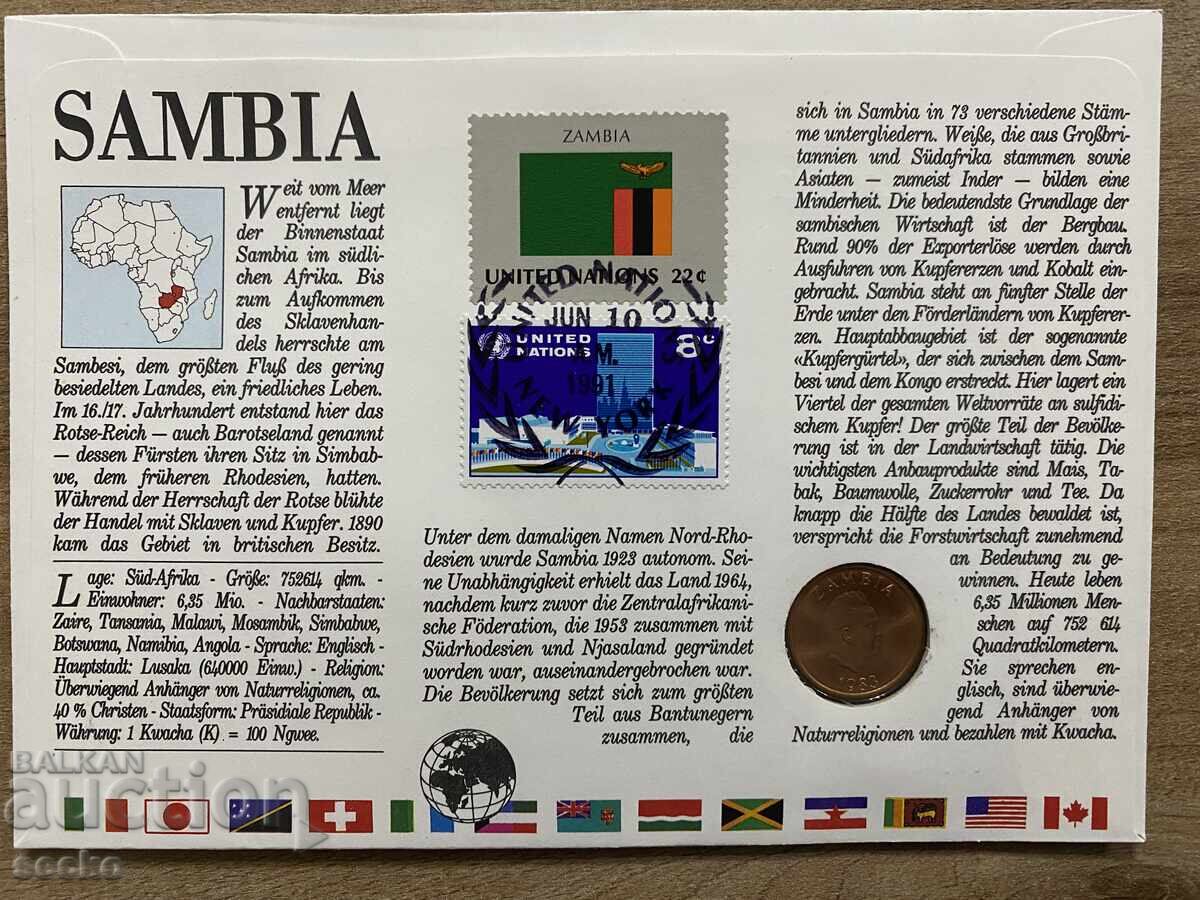 SAMBIA
Weit vom Meer
entfernt liegt
der Binnenstaat
Sambia im südli-
chen Afrika. Bis
zum Aufkommen
des Sklavenhan-
dels herrschte am
Sambesi, dem größten Fluß des gering
besiedelten Landes, ein friedliches Leben.
Im 16./17. Jahrhundert entstand hier das
Rotse-Reich — auch Barotseland genannt
— dessen Fürsten ihren Sitz in Simbab-
we, dem früheren Rhodesien, hatten.
Während der Herrschaft der Rotse blühte
der Handel mit Sklaven und Kupfer. 1890
kam das Gebiet in britischen Besitz.
Lage: Süd-Afrika - Größe: 752614 qkm. -
Einwohner: 6,35 Mio. - Nachbarstaaten:
Zaire, Tansania, Malawi, Mosambik, Simbabwe,
Botswana, Namibia, Angola - Sprache: Englisch -
Hauptstadt: Lusaka (640000 Einw.) - Religion:
Überwiegend Anhänger von Naturreligionen, ca.
40 % Christen - Staatsform: Präsidiale Republik -
Währung: 1 Kwacha (K) = 100 Ngwee.
ZAMBIA
UNITED NATIONS 22¢
UNITED NATIONS
JUN 10
M.
1991
NEW YORK
UNITED
NATIONS
8c
Unter dem damaligen Namen Nord-Rho-
desien wurde Sambia 1923 autonom. Sei-
ne Unabhängigkeit erhielt das Land 1964,
nachdem kurz zuvor die Zentralafrikani-
sche Föderation, die 1953 zusammen mit
Südrhodesien und Njasaland gegründet
worden war, auseinandergebrochen war.
Die Bevölkerung setzt sich zum größten
Teil aus Bantunegern
zusammen, die
sich in Sambia in 73 verschiedene Stäm-
me untergliedern. Weiße, die aus Großbri-
tannien und Südafrika stammen sowie
Asiaten — zumeist Inder — bilden eine
Minderheit. Die bedeutendste Grundlage der
sambischen Wirtschaft ist der Bergbau.
Rund 90% der Exporterlöse werden durch
Ausfuhren von Kupfererzen und Kobalt ein-
gebracht. Sambia steht an fünfter Stelle der
Erde unter den Förderländern von Kupferer-
zen. Hauptabbaugebiet ist der sogenannte
«Kupfergürtel», der sich zwischen dem Sam-
besi und dem Kongo erstreckt. Hier lagert ein
Viertel der gesamten Weltvorräte an sulfidi-
schem Kupfer! Der größte Teil der Bevölke-
rung ist in der Landwirtschaft tätig. Die
wichtigsten Anbauprodukte sind Mais, Ta-
bak, Baumwolle, Zuckerrohr und Tee. Da
knapp die Hälfte des Landes bewaldet ist,
verspricht die Forstwirtschaft zunehmend
an Bedeutung zu ge-
winnen. Heute leben
6,35 Millionen Men-
schen auf 752 614
Quadratkilometern.
Sie sprechen en-
glisch, sind überwie-
gend Anhänger von
Naturreligionen und bezahlen mit Kwacha.
ZAMBIA
1983
BALKAN
auction
secko